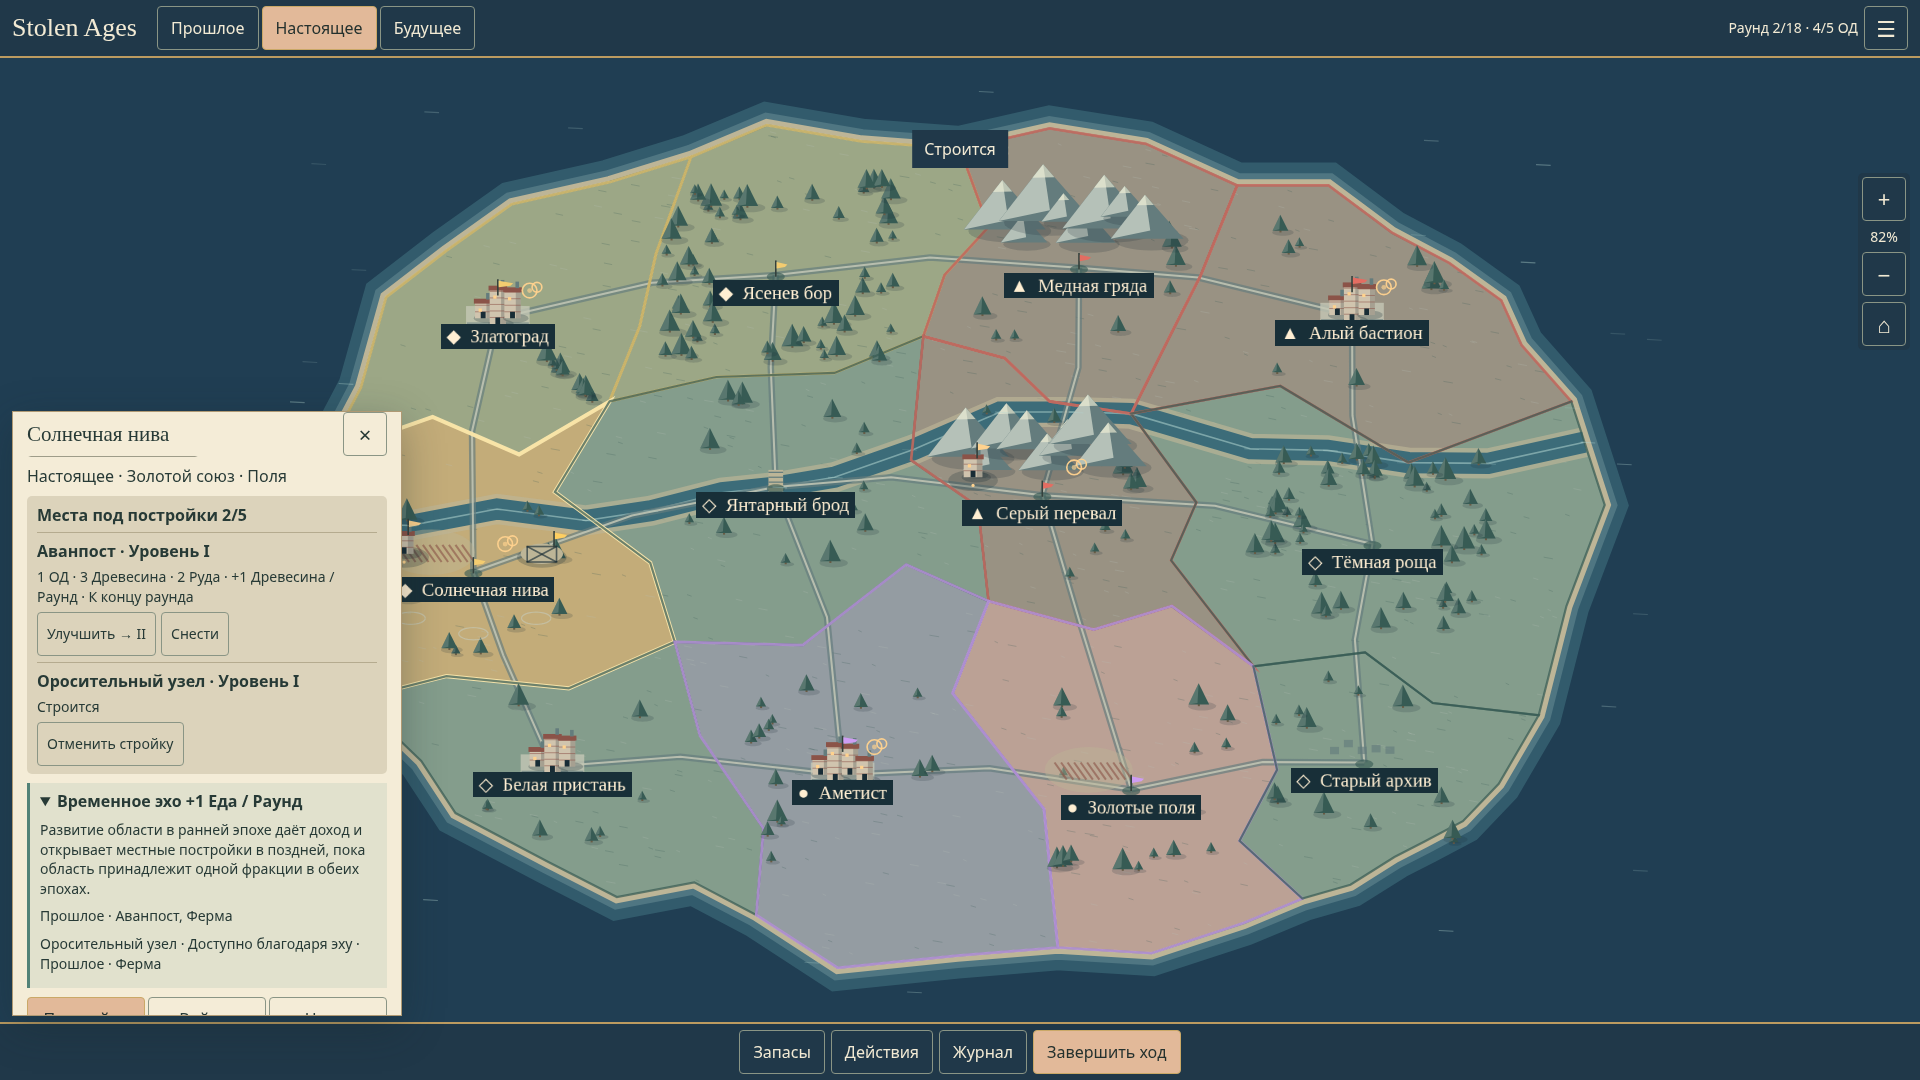 Stolen Ages
Прошлое
Настоящее
Будущее
Раунд 2/18 · 4/5 ОД
☰
Строится
+
82%
−
⌂
◆ Златоград
◆ Ясенев бор
▲ Медная гряда
▲ Алый бастион
◇ Янтарный брод
▲ Серый перевал
◇ Тёмная роща
◆ Солнечная нива
◇ Белая пристань
● Аметист
● Золотые поля
◇ Старый архив
Солнечная нива
×
Настоящее · Золотой союз · Поля
Места под постройки 2/5
Аванпост · Уровень I
1 ОД · 3 Древесина · 2 Руда · +1 Древесина /
Раунд · К концу раунда
Улучшить → II
Снести
Оросительный узел · Уровень I
Строится
Отменить стройку
▼ Временное эхо +1 Еда / Раунд
Развитие области в ранней эпохе даёт доход и
открывает местные постройки в поздней, пока
область принадлежит одной фракции в обеих
эпохах.
Прошлое · Аванпост, Ферма
Оросительный узел · Доступно благодаря эху ·
Прошлое · Ферма
Запасы
Действия
Журнал
Завершить ход